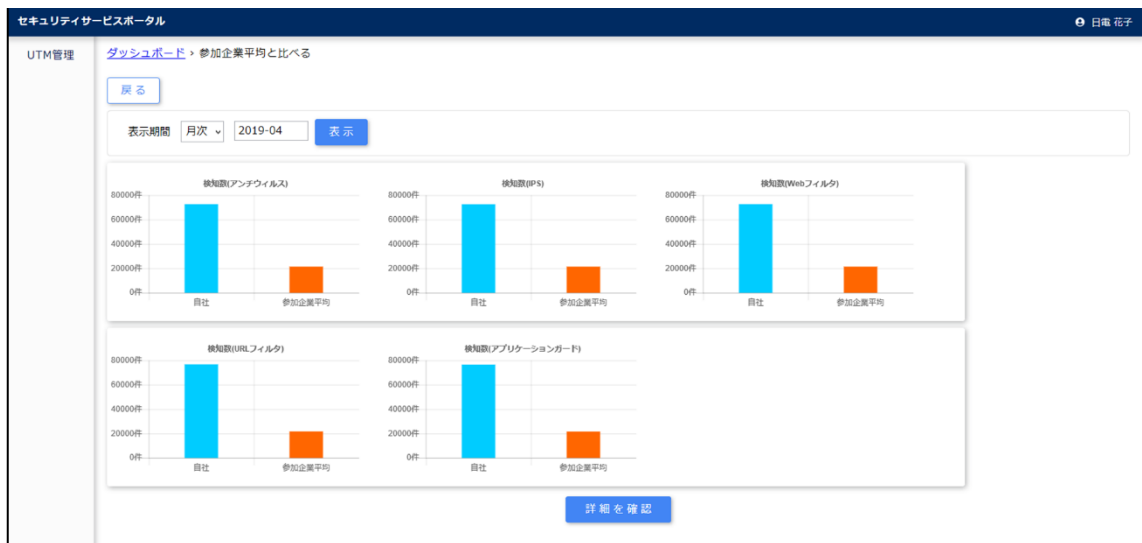 セキュリティサービスポータル
日電 花子
UTM管理
ダッシュボード › 参加企業平均と比べる
戻る
表示期間 月次 2019-04 表示
検知数(アンチウィルス)
80000件
60000件
40000件
20000件
0件
自社 参加企業平均
検知数(IPS)
80000件
60000件
40000件
20000件
0件
自社 参加企業平均
検知数(Webフィルタ)
80000件
60000件
40000件
20000件
0件
自社 参加企業平均
検知数(URLフィルタ)
80000件
60000件
40000件
20000件
0件
自社 参加企業平均
検知数(アプリケーションガード)
80000件
60000件
40000件
20000件
0件
自社 参加企業平均
詳細を確認